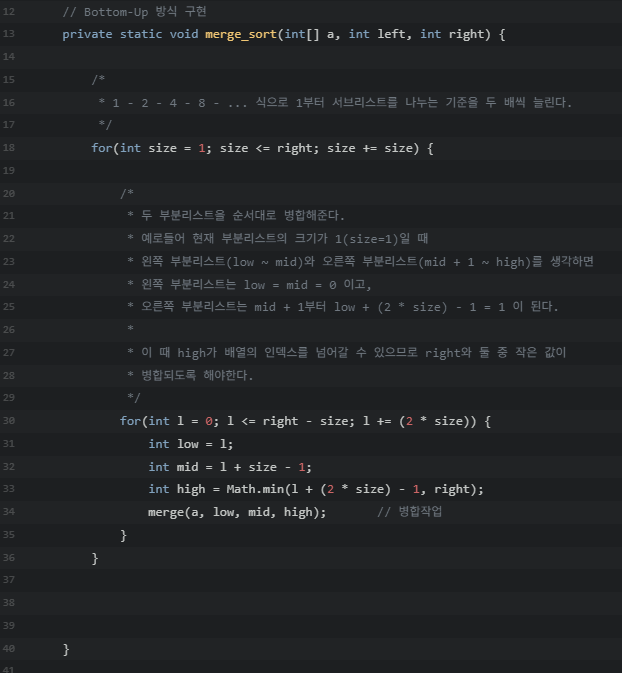 12 // Bottom-Up 방식 구현
13 private static void merge_sort(int[] a, int left, int right) {
14
15 /*
16 * 1 - 2 - 4 - 8 - ... 식으로 1부터 서브리스트를 나누는 기준을 두 배씩 늘린다.
17 */
18 for(int size = 1; size <= right; size += size) {
19
20 /*
21 * 두 부분리스트을 순서대로 병합해준다.
22 * 예로들어 현재 부분리스트의 크기가 1(size=1)일 때
23 * 왼쪽 부분리스트(low ~ mid)와 오른쪽 부분리스트(mid + 1 ~ high)를 생각하면
24 * 왼쪽 부분리스트는 low = mid = 0 이고,
25 * 오른쪽 부분리스트는 mid + 1부터 low + (2 * size) - 1 = 1 이 된다.
26 *
27 * 이 때 high가 배열의 인덱스를 넘어갈 수 있으므로 right와 둘 중 작은 값이
28 * 병합되도록 해야한다.
29 */
30 for(int l = 0; l <= right - size; l += (2 * size)) {
31 int low = l;
32 int mid = l + size - 1;
33 int high = Math.min(l + (2 * size) - 1, right);
34 merge(a, low, mid, high); // 병합작업
35 }
36 }
37
38
39
40 }
41